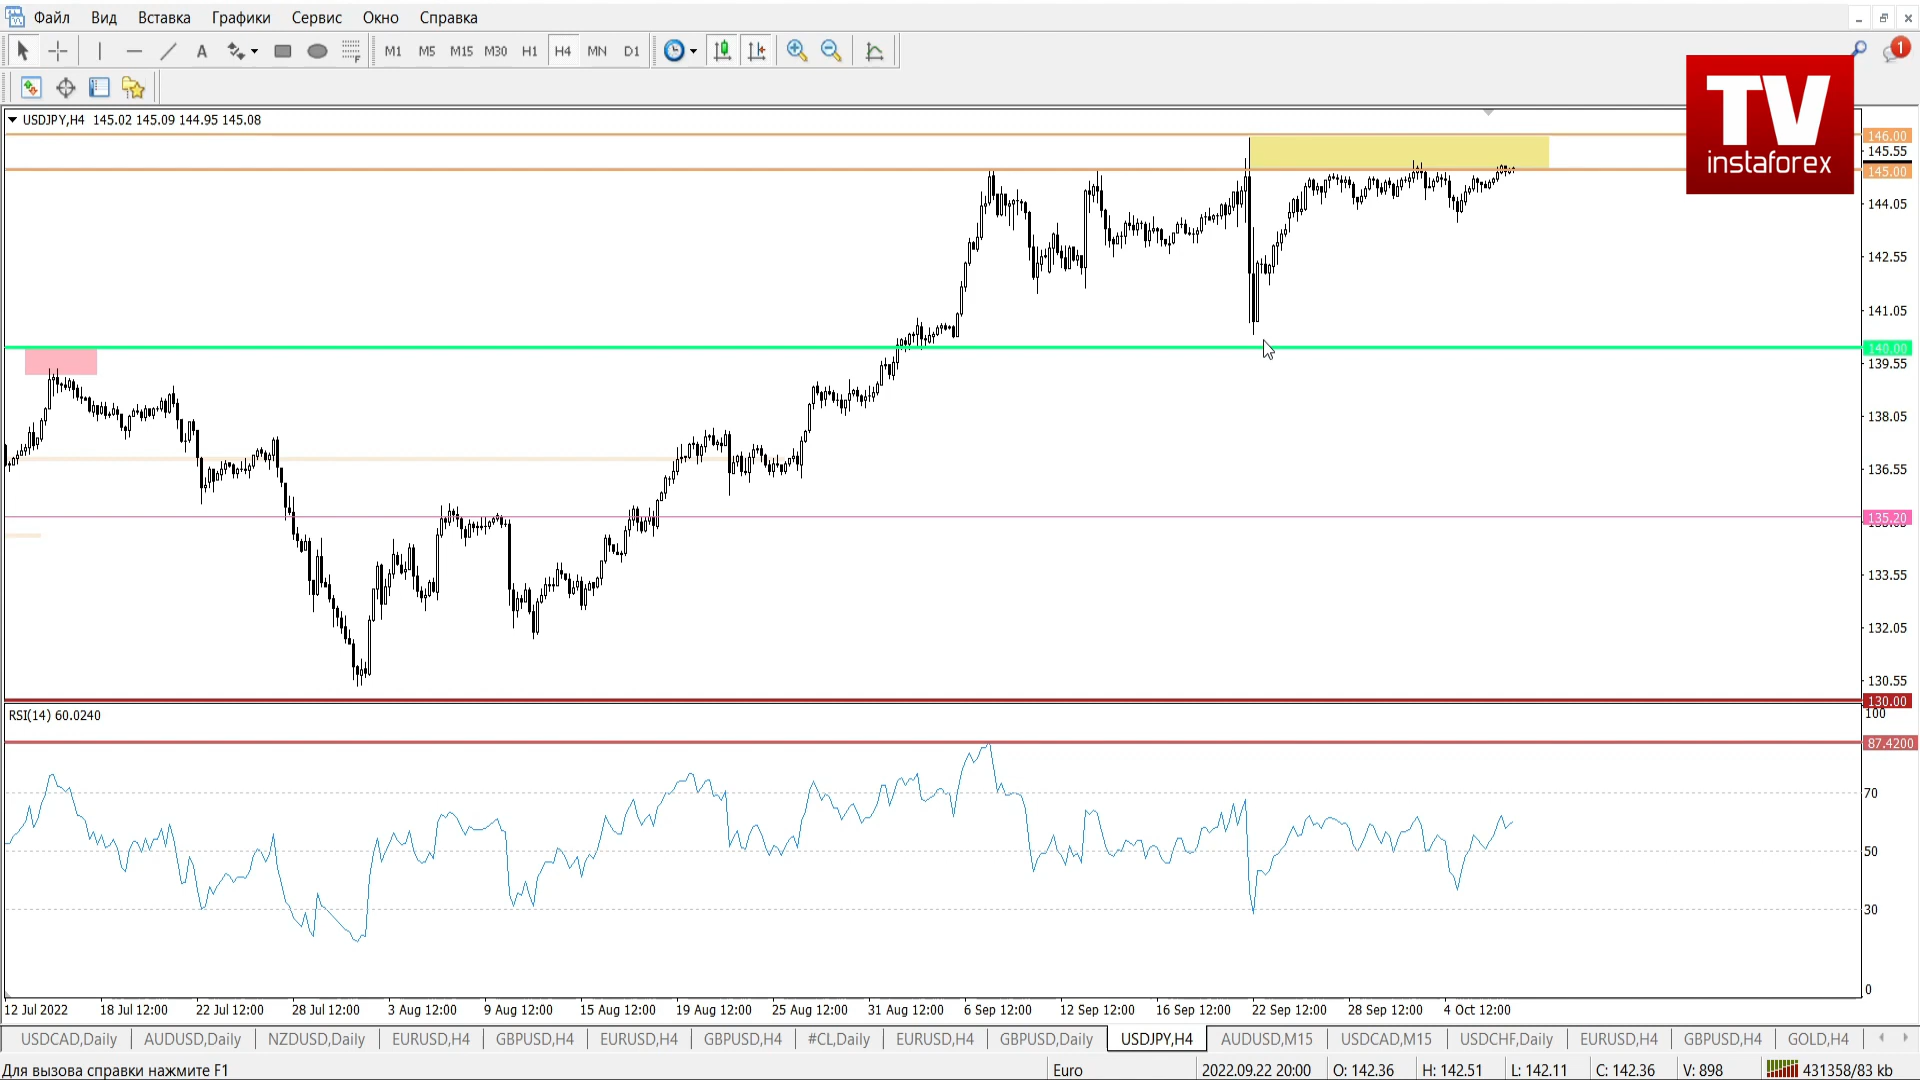 Файл Вид Вставка Графики Сервис Окно Справка
1
A F M1 M5 M15 M30 H1 H4 MN D1
TV
instaforex
USDJPY,H4 145.02 145.09 144.95 145.08
146.00
145.55
145.00
144.05
142.55
141.05
140.00
139.55
138.05
136.55
135.20
133.55
132.05
130.55
130.00
RSI(14) 60.0240
100
87.4200
70
50
30
0
12 Jul 2022 18 Jul 12:00 22 Jul 12:00 28 Jul 12:00 3 Aug 12:00 9 Aug 12:00 15 Aug 12:00 19 Aug 12:00 25 Aug 12:00 31 Aug 12:00 6 Sep 12:00 12 Sep 12:00 16 Sep 12:00 22 Sep 12:00 28 Sep 12:00 4 Oct 12:00
USDCAD,Daily AUDUSD,Daily NZDUSD,Daily EURUSD,H4 GBPUSD,H4 EURUSD,H4 GBPUSD,H4 #CL,Daily EURUSD,H4 GBPUSD,Daily USDJPY,H4 AUDUSD,M15 USDCAD,M15 USDCHF,Daily EURUSD,H4 GBPUSD,H4 GOLD,H4
Для вызова справки нажмите F1 Euro 2022.09.22 20:00 O: 142.36 H: 142.51 L: 142.11 C: 142.36 V: 898 431358/83 kb